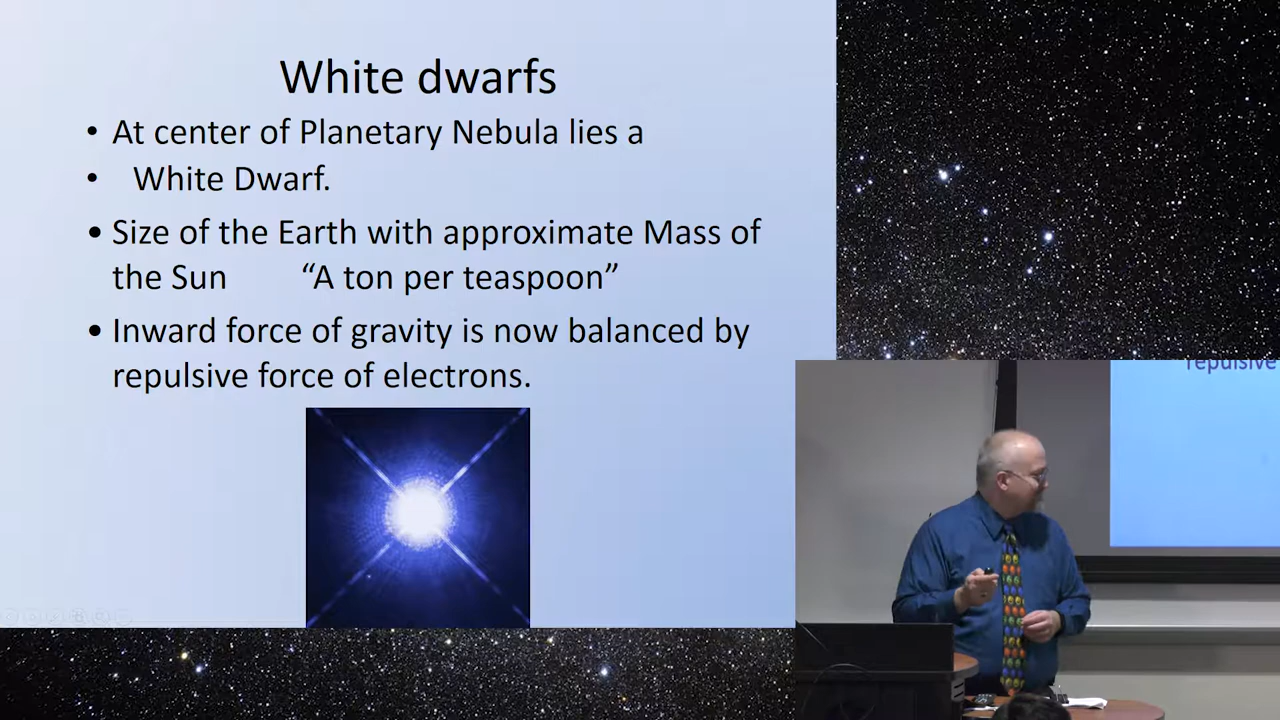 White dwarfs
• At center of Planetary Nebula lies a
• White Dwarf.
• Size of the Earth with approximate Mass of
the Sun “A ton per teaspoon”
• Inward force of gravity is now balanced by
repulsive force of electrons.
repulsive